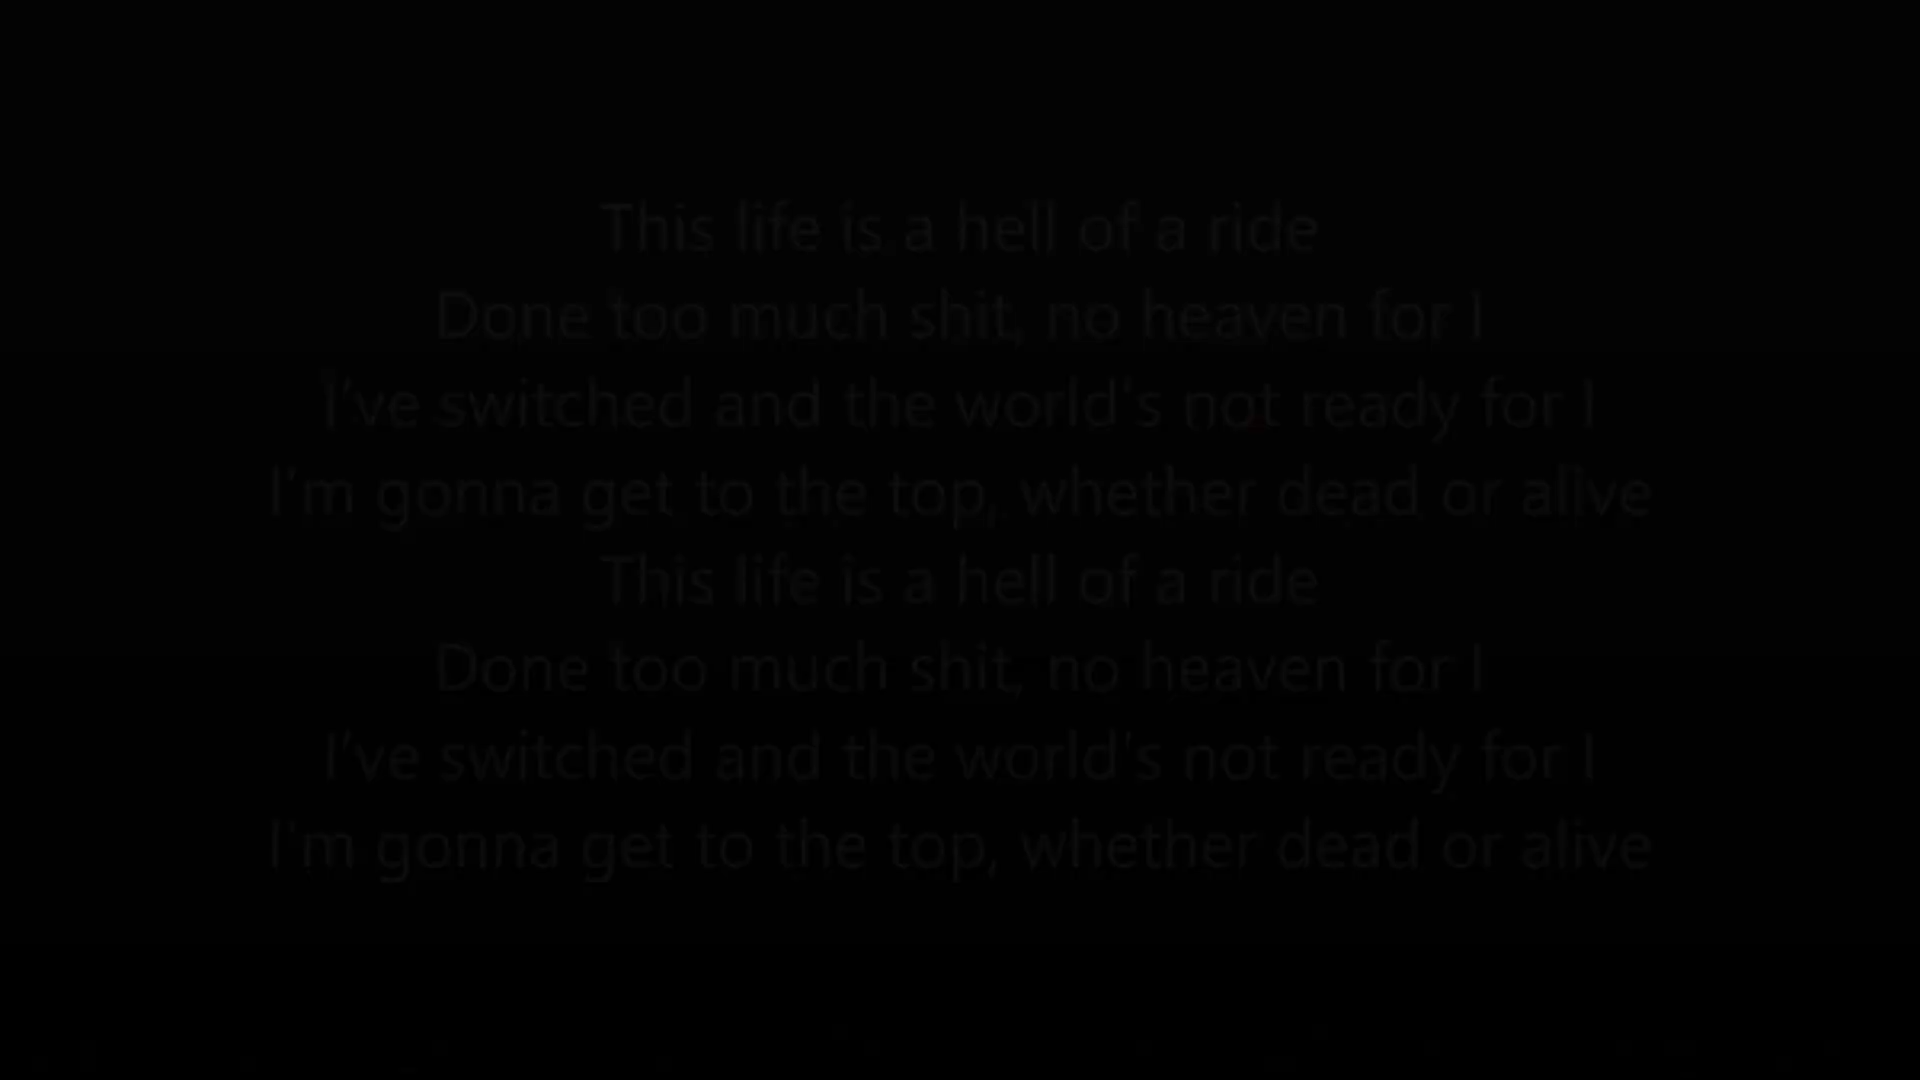 This life is a hell of a ride
Done too much shit, no heaven for I
I've switched and the world's not ready for I
I'm gonna get to the top, whether dead or alive
This life is a hell of a ride
Done too much shit, no heaven for I
I've switched and the world's not ready for I
I'm gonna get to the top, whether dead or alive